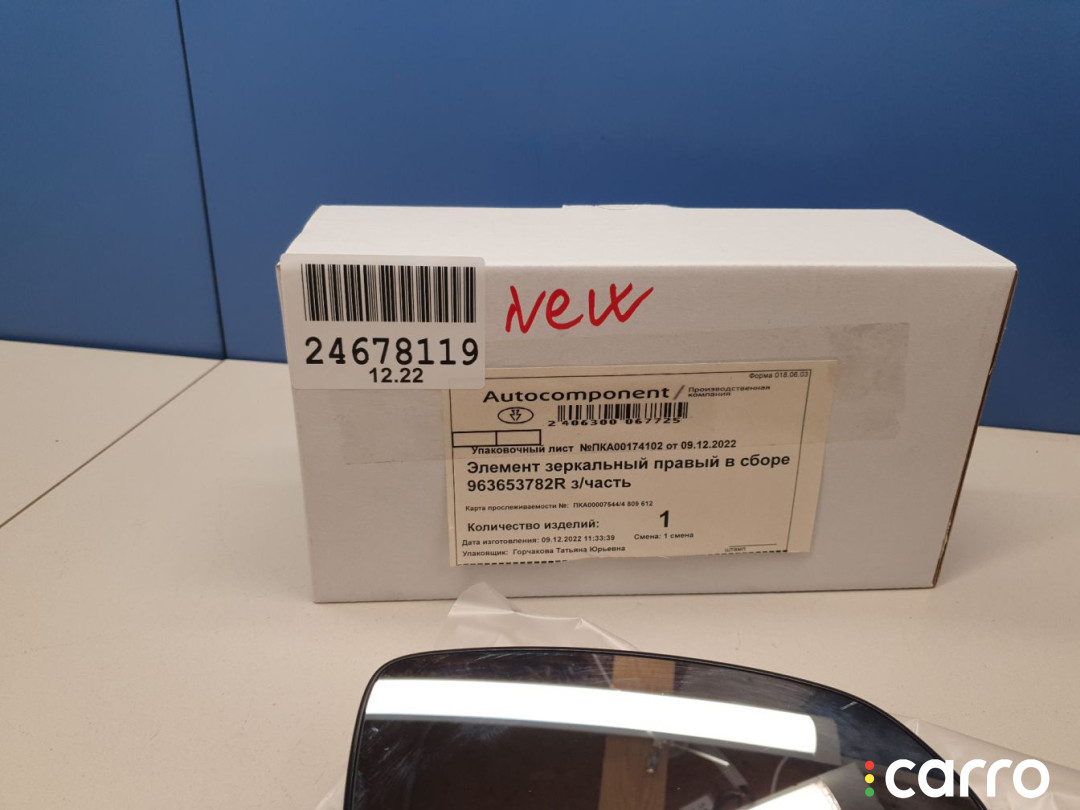 24678119
12.22
New
Форма 018.06.03
Autocomponent / Производственная компания
2 406300 067725
Упаковочный лист №ПКА00174102 от 09.12.2022
Элемент зеркальный правый в сборе
963653782R з/часть
Карта прослеживаемости №: ПКА00007544/4 809 612
Количество изделий: 1
Дата изготовления: 09.12.2022 11:33:39 Смена: 1 смена
Упаковщик: Горчакова Татьяна Юрьевна
штамп
carro